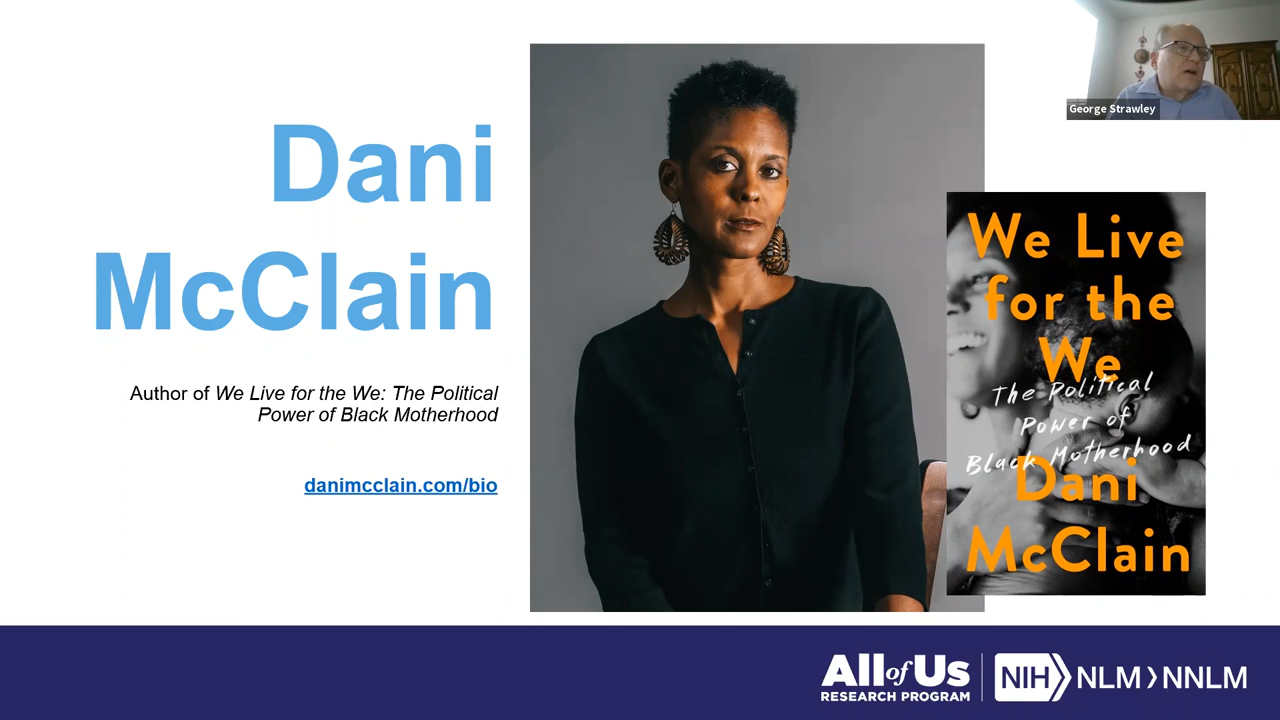 Dani
McClain
Author of We Live for the We: The Political
Power of Black Motherhood
danimcclain.com/bio
George Strawley
We Live
for the
We
The Political
Power of
Black Motherhood
Dani
McClain
All of Us
RESEARCH PROGRAM
NIH NLM NNLM